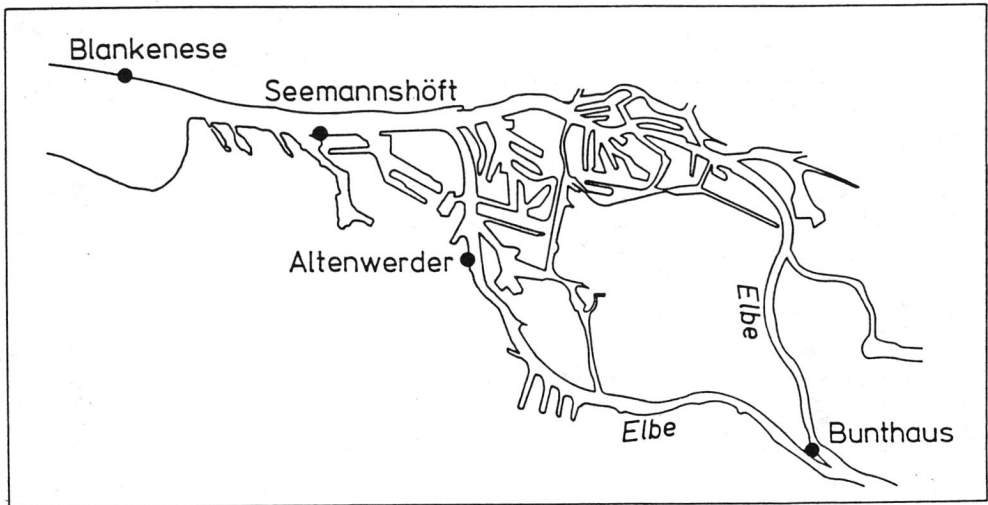 Blankenese
Seemannshöft
Altenwerder
Elbe
Elbe
Bunthaus